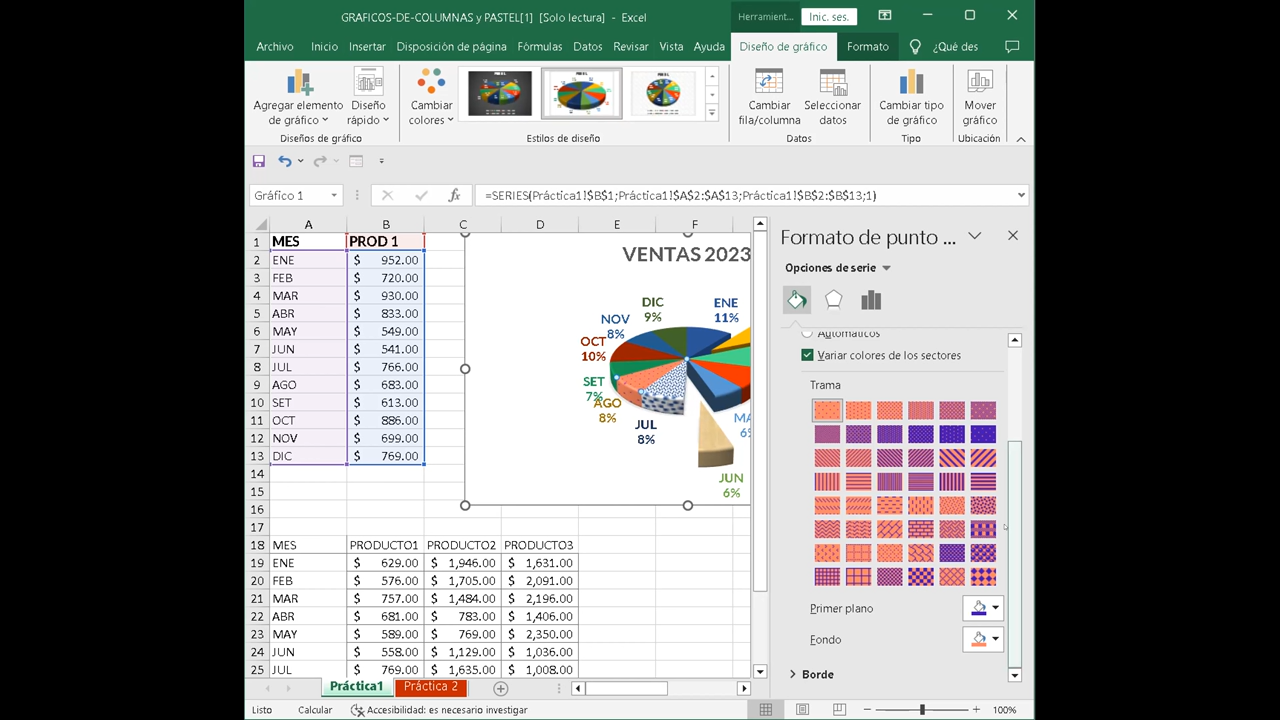 GRAFICOS-DE-COLUMNAS y PASTEL[1] [Solo lectura] - Excel
Herramient...
Inic. ses.
Archivo Inicio Insertar Disposición de página Fórmulas Datos Revisar Vista Ayuda Diseño de gráfico Formato ¿Qué des
Agregar elemento de gráfico
Diseño rápido
Cambiar colores
Cambiar fila/columna
Seleccionar datos
Cambiar tipo de gráfico
Mover gráfico
Diseños de gráfico Estilos de diseño Datos Tipo Ubicación
Gráfico 1 fx =SERIES(Práctica1!$B$1;Práctica1!$A$2:$A$13;Práctica1!$B$2:$B$13;1)
A B C D E F
1 MES PROD 1
2 ENE $ 952.00
3 FEB $ 720.00
4 MAR $ 930.00
5 ABR $ 833.00
6 MAY $ 549.00
7 JUN $ 541.00
8 JUL $ 766.00
9 AGO $ 683.00
10 SET $ 613.00
11 OCT $ 886.00
12 NOV $ 699.00
13 DIC $ 769.00
14
15
16
17
18 MES PRODUCTO1 PRODUCTO2 PRODUCTO3
19 ENE $ 629.00 $ 1,946.00 $ 1,631.00
20 FEB $ 576.00 $ 1,705.00 $ 2,091.00
21 MAR $ 757.00 $ 1,484.00 $ 2,196.00
22 ABR $ 681.00 $ 783.00 $ 1,406.00
23 MAY $ 589.00 $ 769.00 $ 2,350.00
24 JUN $ 558.00 $ 1,129.00 $ 1,036.00
25 JUL $ 769.00 $ 1,635.00 $ 1,008.00
VENTAS 2023
DIC
9%
ENE
11%
NOV
8%
OCT
10%
SET
7%
AGO
8%
JUL
8%
JUN
6%
MA
6%
Formato de punto ...
Opciones de serie
Automáticos
Variar colores de los sectores
Trama
Primer plano
Fondo
Borde
Práctica1 Práctica 2
Listo Calcular Accesibilidad: es necesario investigar 100%